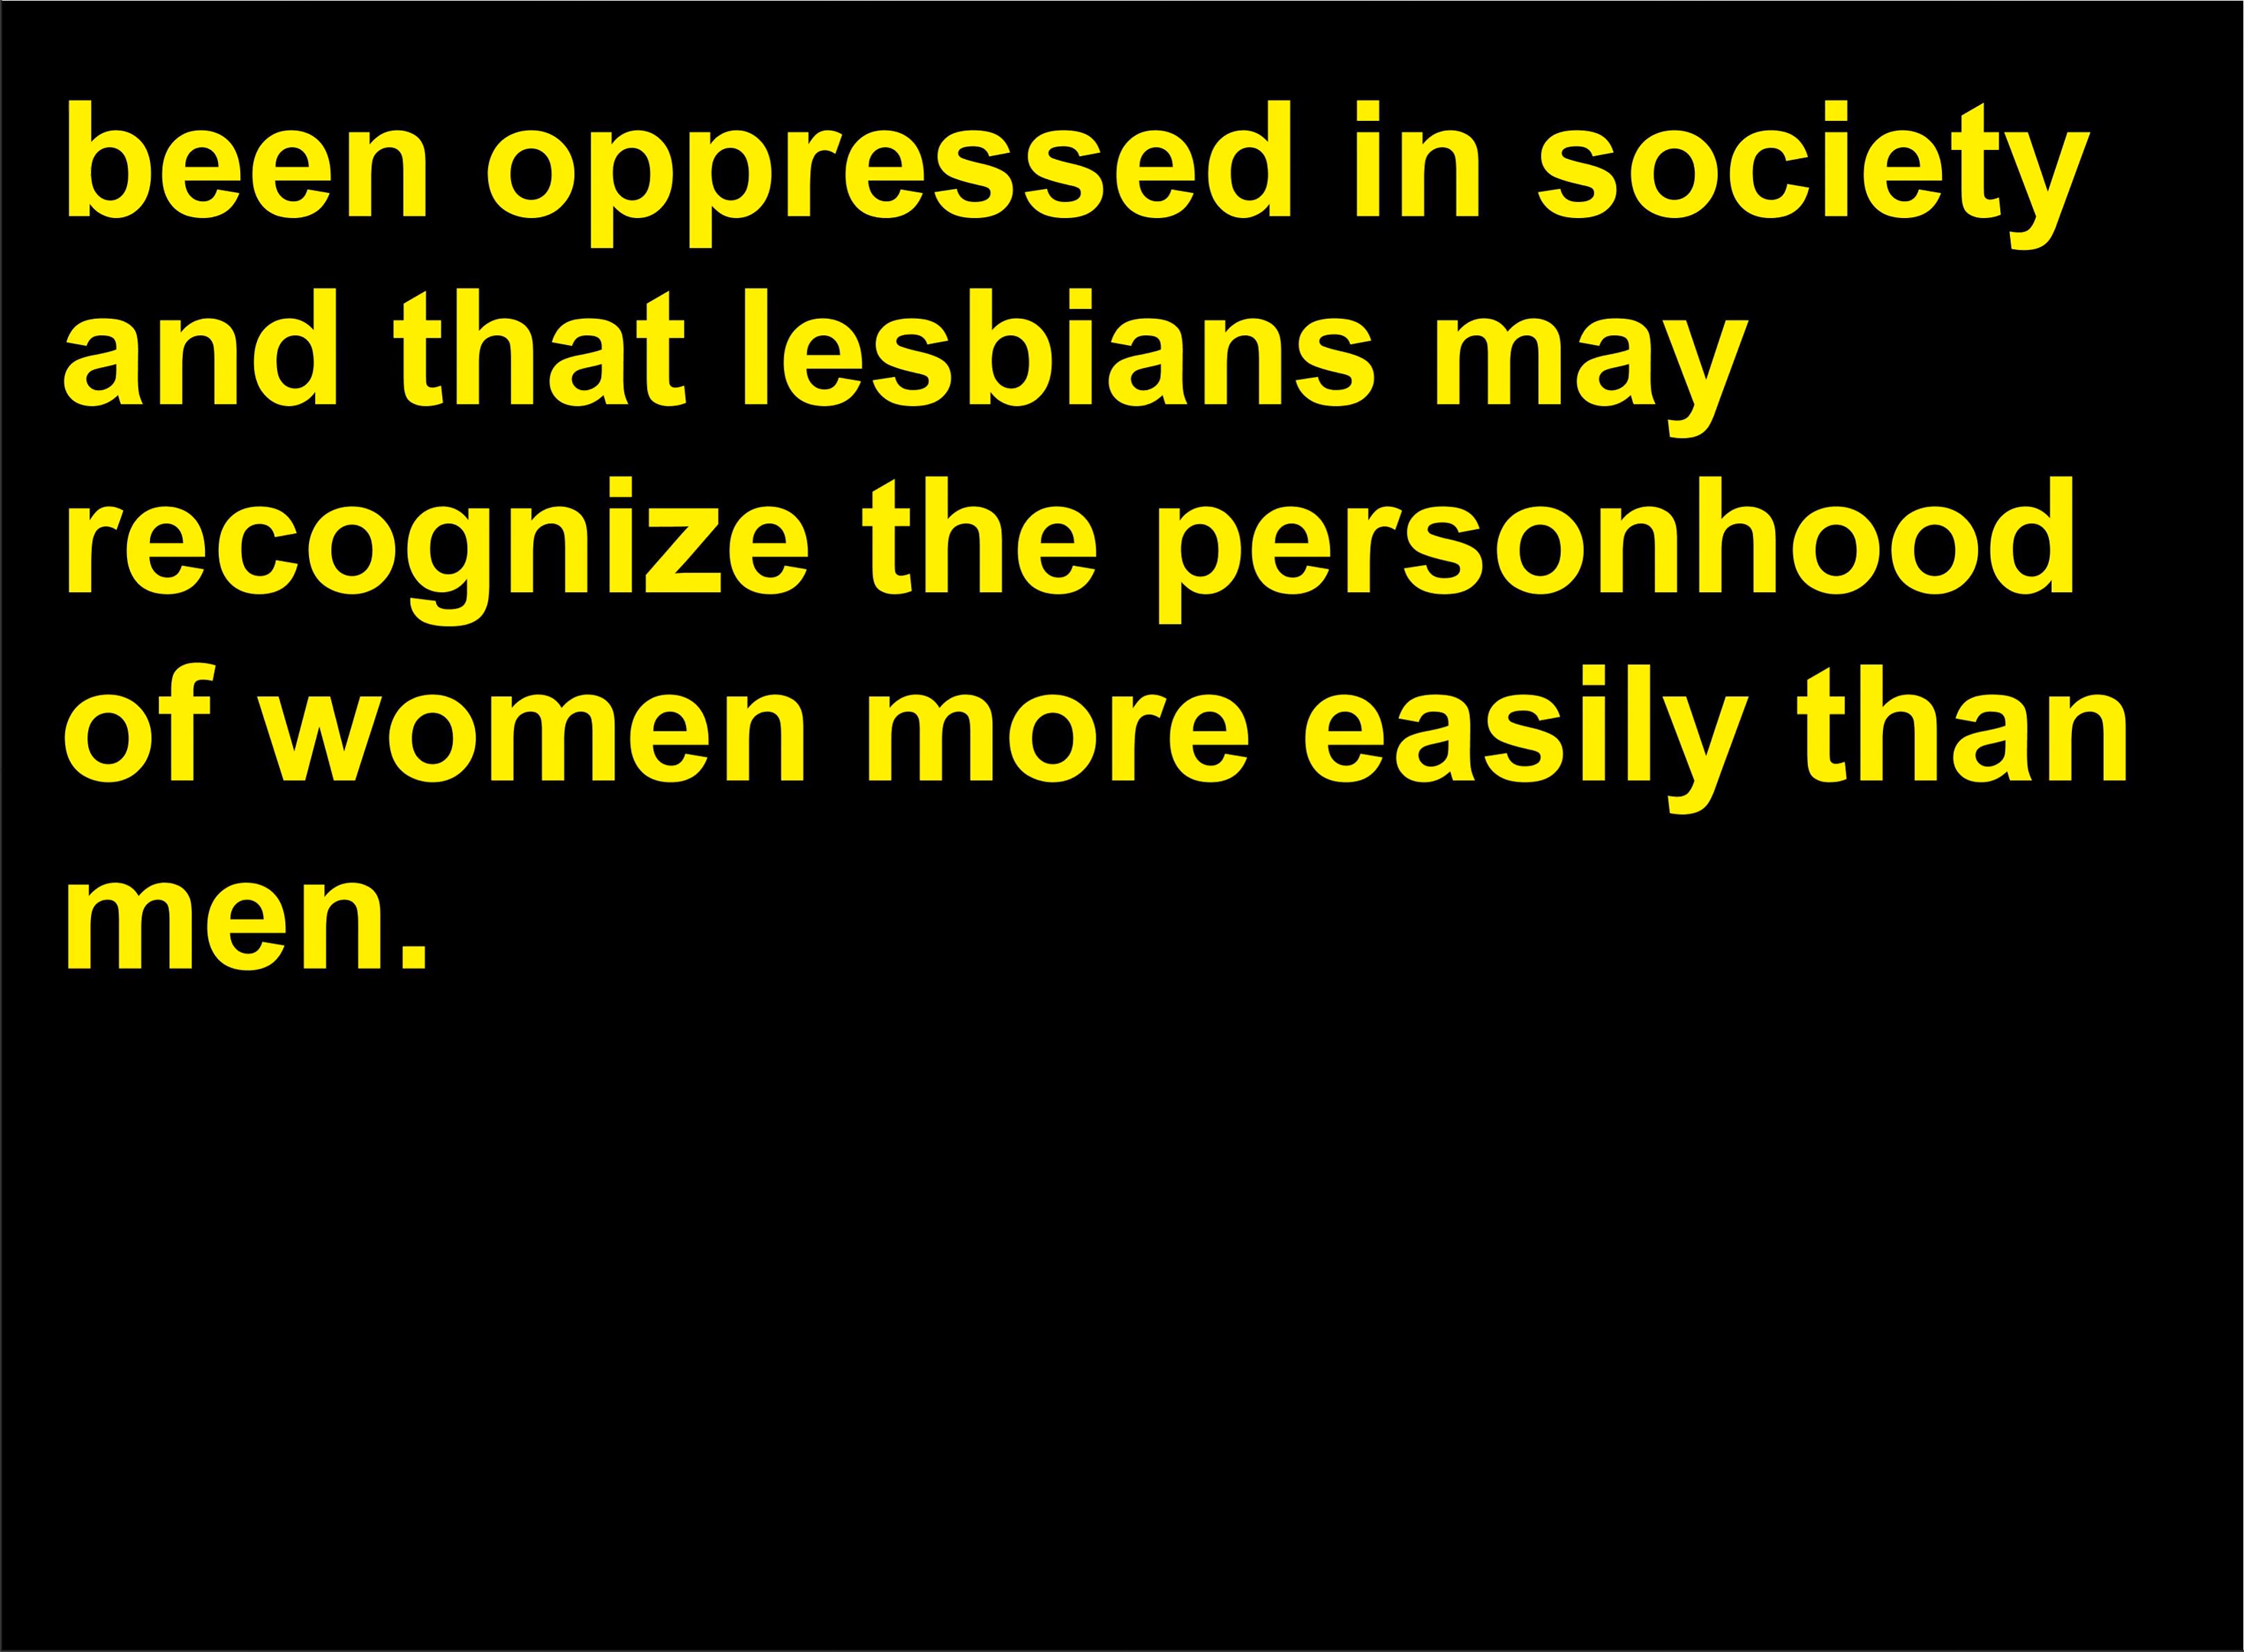 been oppressed in society
and that lesbians may
recognize the personhood
of women more easily than
men.